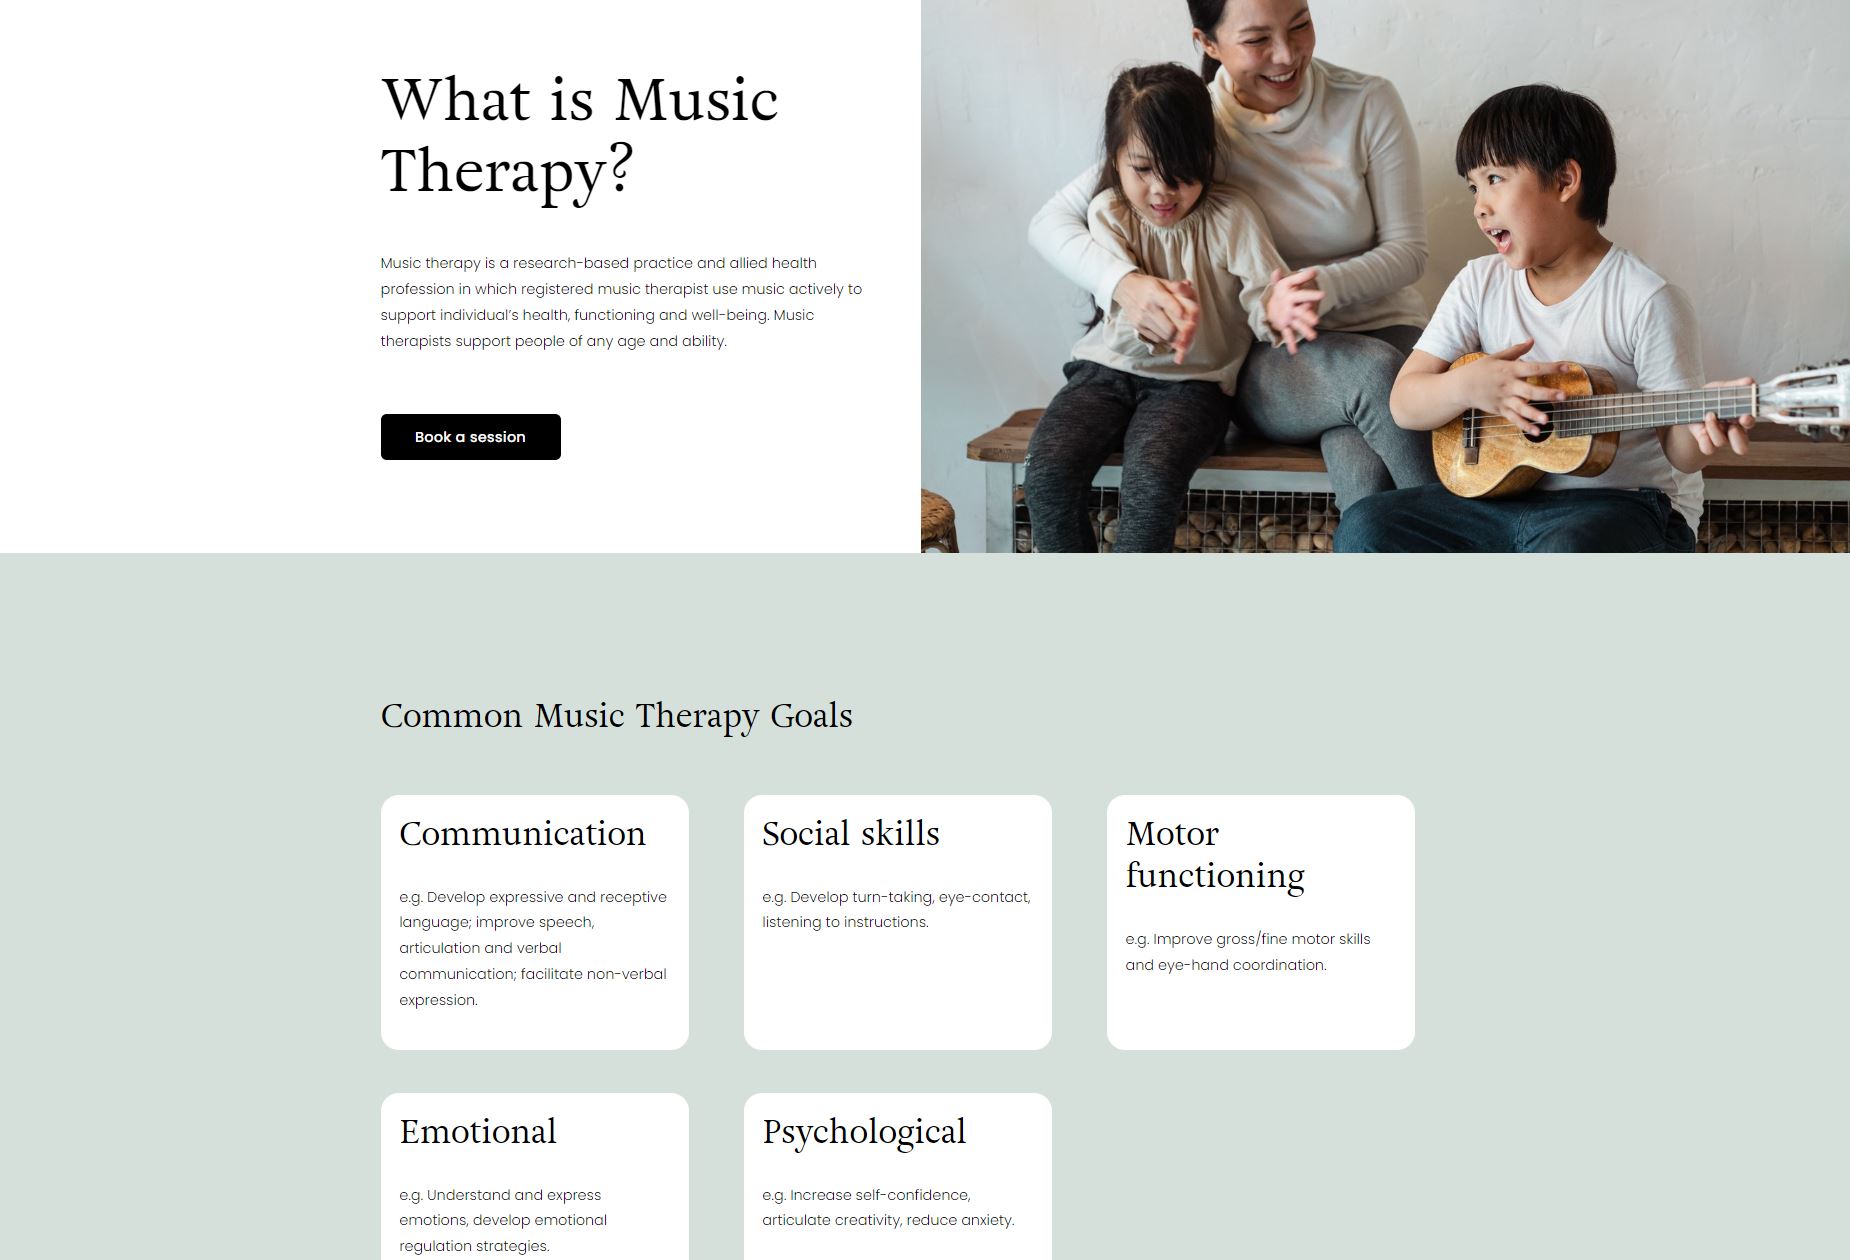 What is Music
Therapy?
Music therapy is a research-based practice and allied health
profession in which registered music therapist use music actively to
support individual's health, functioning and well-being. Music
therapists support people of any age and ability.
Book a session
Common Music Therapy Goals
Communication
e.g. Develop expressive and receptive
language; improve speech,
articulation and verbal
communication; facilitate non-verbal
expression.
Social skills
e.g. Develop turn-taking, eye-contact,
listening to instructions.
Motor
functioning
e.g. Improve gross/fine motor skills
and eye-hand coordination.
Emotional
e.g. Understand and express
emotions, develop emotional
regulation strategies.
Psychological
e.g. Increase self-confidence,
articulate creativity, reduce anxiety.